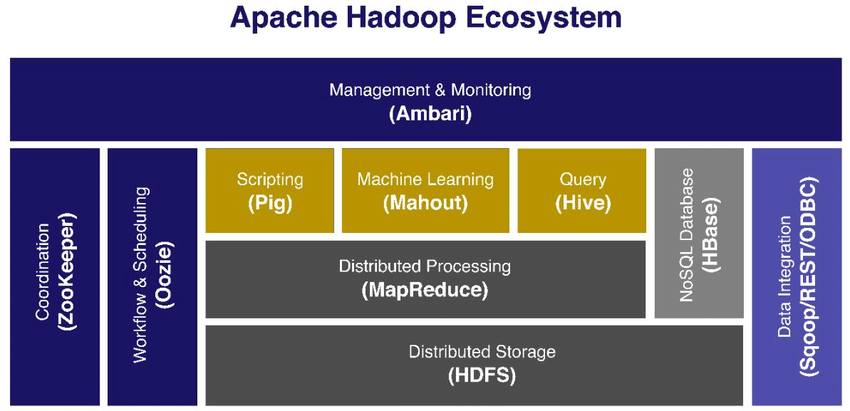 Apache Hadoop Ecosystem
Management & Monitoring
(Ambari)
Coordination
(ZooKeeper)
Workflow & Scheduling
(Oozie)
Scripting
(Pig)
Machine Learning
(Mahout)
Query
(Hive)
Distributed Processing
(MapReduce)
NoSQL Database
(HBase)
Distributed Storage
(HDFS)
Data Integration
(Sqoop/REST/ODBC)